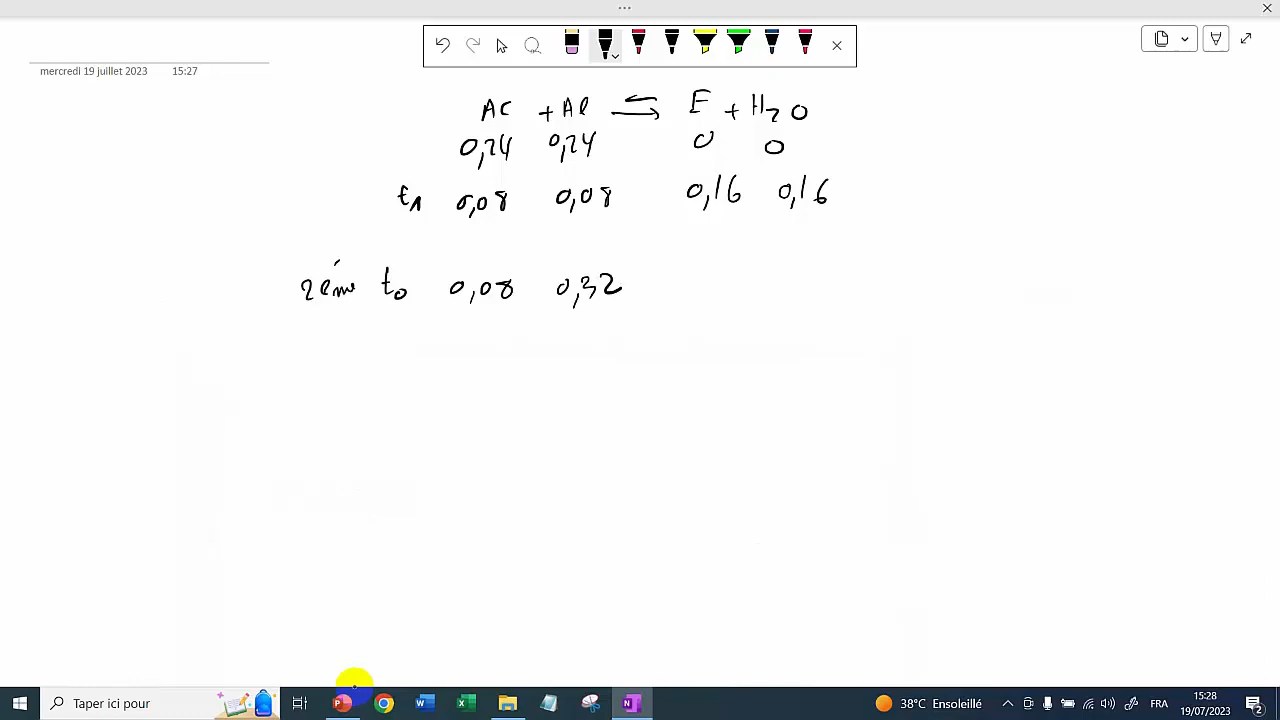 mercredi 19 juillet 2023 15:27
AC + Al ⇌ E + H2O
0,24 0,24 0 0
t1 0,08 0,08 0,16 0,16
2ème t0 0,08 0,32
Taper ici pour
38°C Ensoleillé
FRA
15:28
19/07/2023
2